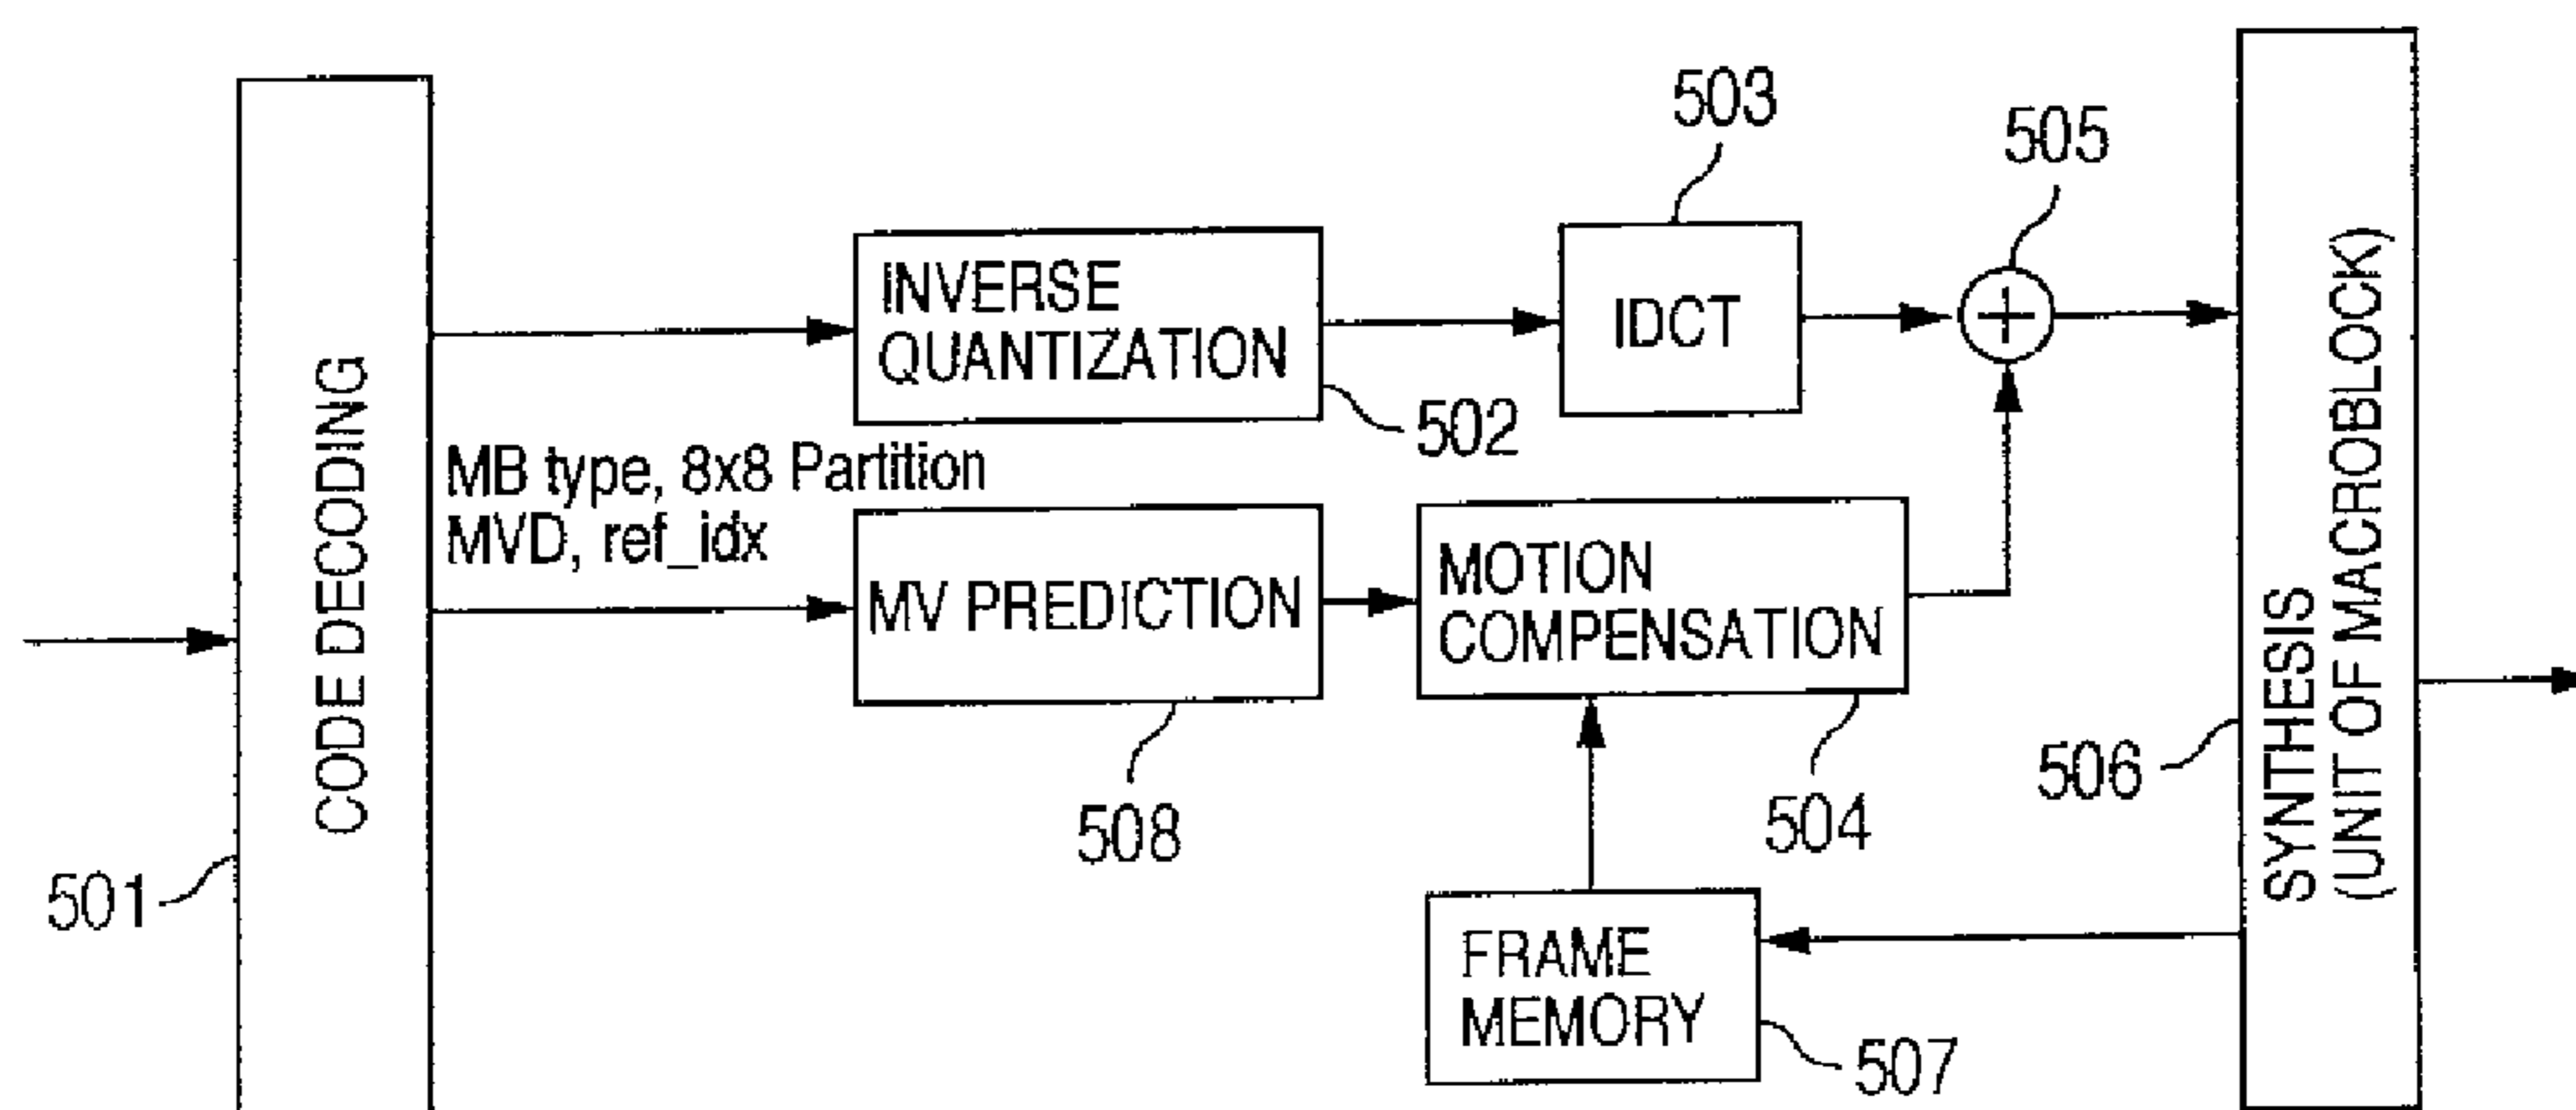 503
505
INVERSE
QUANTIZATION
502
IDCT
CODE DECODING
MB type, 8x8 Partition
MVD, ref_idx
MV PREDICTION
508
MOTION
COMPENSATION
504
506
SYNTHESIS
(UNIT OF MACROBLOCK)
501
FRAME
MEMORY
507